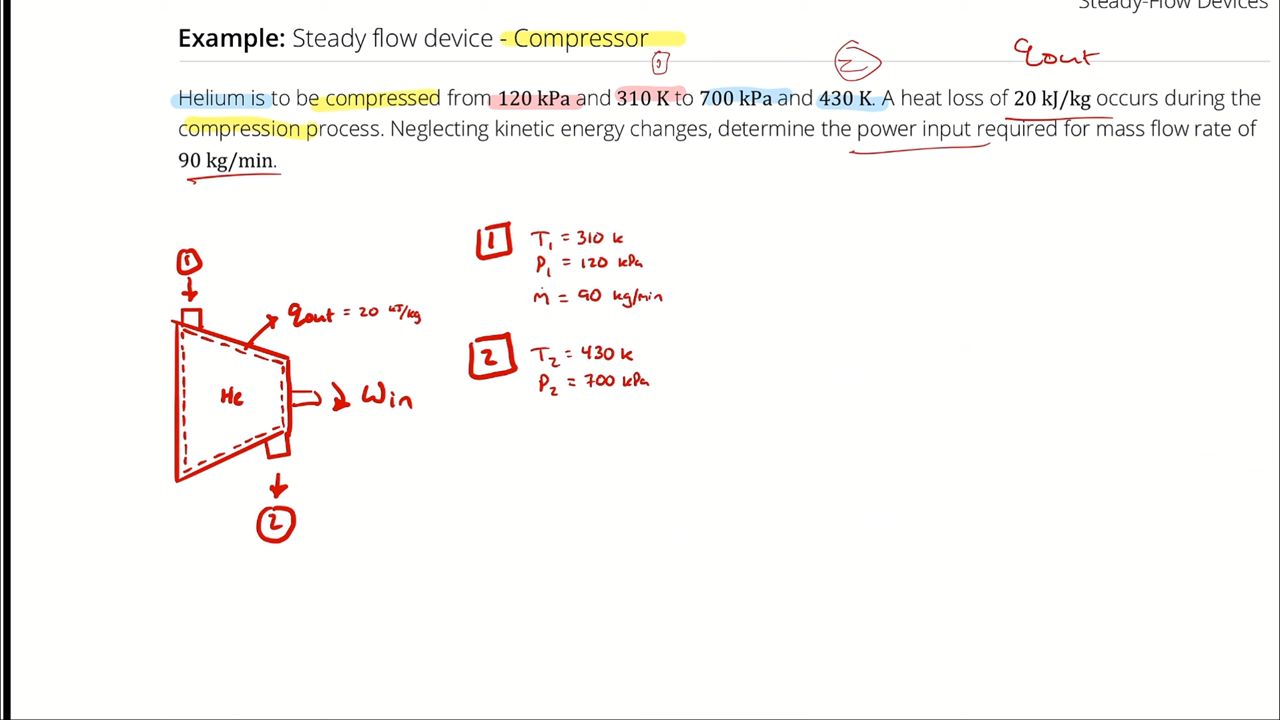 Steady-Flow Devices
Example: Steady flow device - Compressor
1
2
qout
Helium is to be compressed from 120 kPa and 310 K to 700 kPa and 430 K. A heat loss of 20 kJ/kg occurs during the
compression process. Neglecting kinetic energy changes, determine the power input required for mass flow rate of
90 kg/min.
1
qout = 20 kJ/kg
He
Win
2
1
T1 = 310 K
P1 = 120 kPa
ṁ = 90 kg/min
2
T2 = 430 K
P2 = 700 kPa